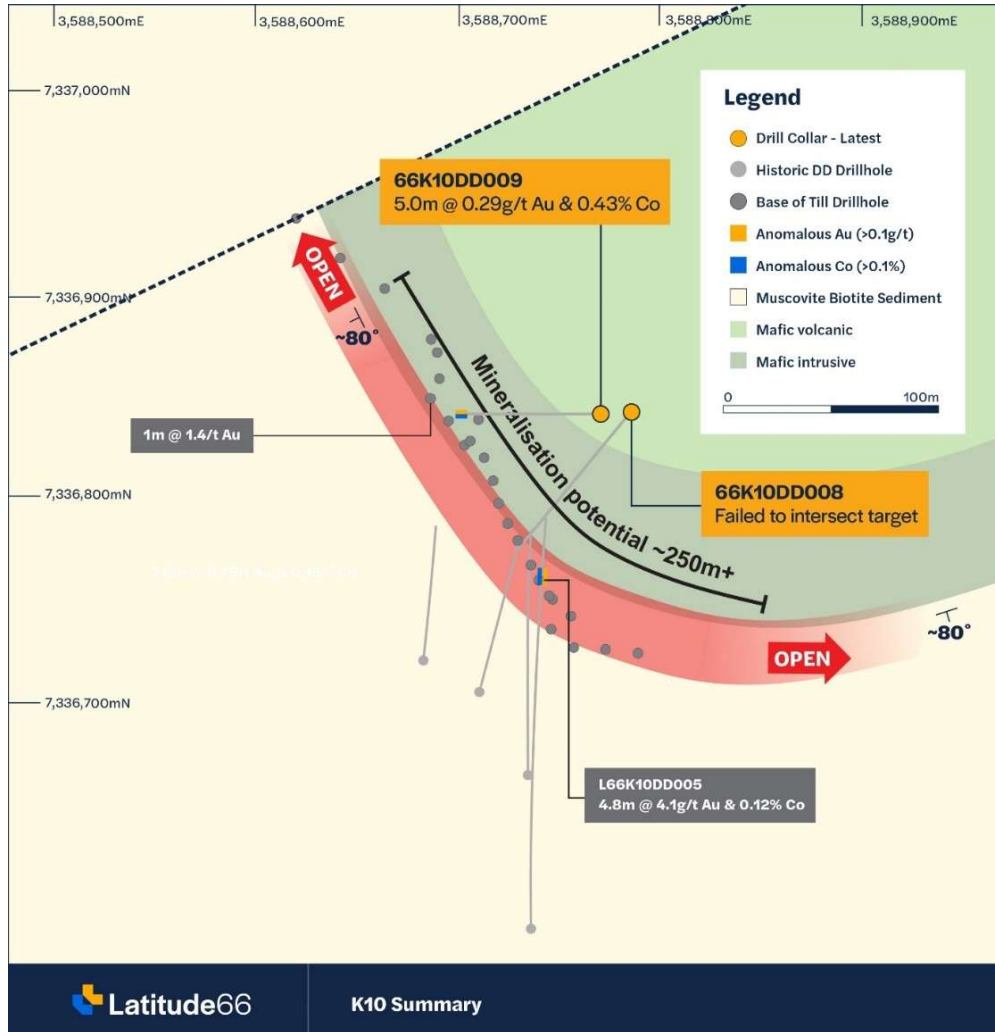 3,588,500mE
3,588,600mE
3,588,700mE
3,588,800mE
3,588,900mE
7,337,000mN
Legend
Drill Collar - Latest
Historic DD Drillhole
Base of Till Drillhole
Anomalous Au (>0.1g/t)
Anomalous Co (>0.1%)
Muscovite Biotite Sediment
Mafic volcanic
Mafic intrusive
0
100m
66K10DD009
5.0m @ 0.29g/t Au & 0.43% Co
OPEN
7,336,900mN
~80°
Mineralisation potential ~250m+
1m @ 1.4/t Au
66K10DD008
Failed to intersect target
7,336,800mN
~80°
OPEN
7,336,700mN
L66K10DD005
4.8m @ 4.1g/t Au & 0.12% Co
Latitude66
K10 Summary